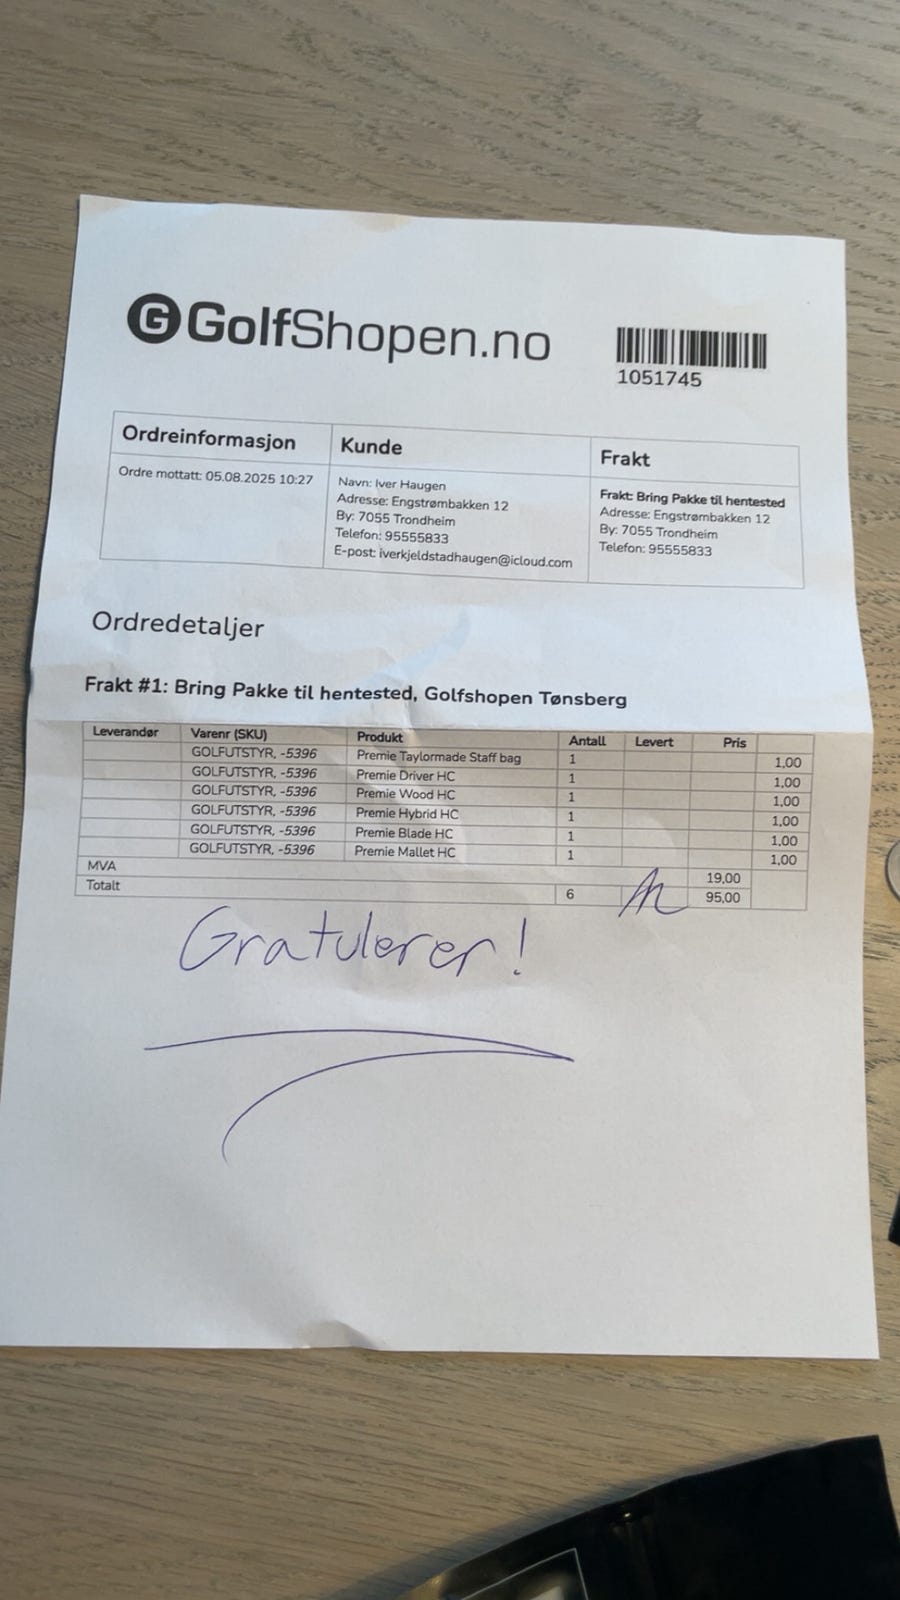 GolfShopen.no
1051745
Ordreinformasjon Kunde Frakt
Ordre mottatt: 05.08.2025 10:27
Navn: Iver Haugen
Adresse: Engstrømbakken 12
By: 7055 Trondheim
Telefon: 95555833
E-post: iverkjeldstadhaugen@icloud.com
Frakt: Bring Pakke til hentested
Adresse: Engstrømbakken 12
By: 7055 Trondheim
Telefon: 95555833
Ordredetaljer
Frakt #1: Bring Pakke til hentested, Golfshopen Tønsberg
Leverandør Varenr (SKU) Produkt Antall Levert Pris
GOLFUTSTYR, -5396 Premie Taylormade Staff bag 1 1,00
GOLFUTSTYR, -5396 Premie Driver HC 1 1,00
GOLFUTSTYR, -5396 Premie Wood HC 1 1,00
GOLFUTSTYR, -5396 Premie Hybrid HC 1 1,00
GOLFUTSTYR, -5396 Premie Blade HC 1 1,00
GOLFUTSTYR, -5396 Premie Mallet HC 1 1,00
MVA 19,00
Totalt 6 95,00
Gratulerer!